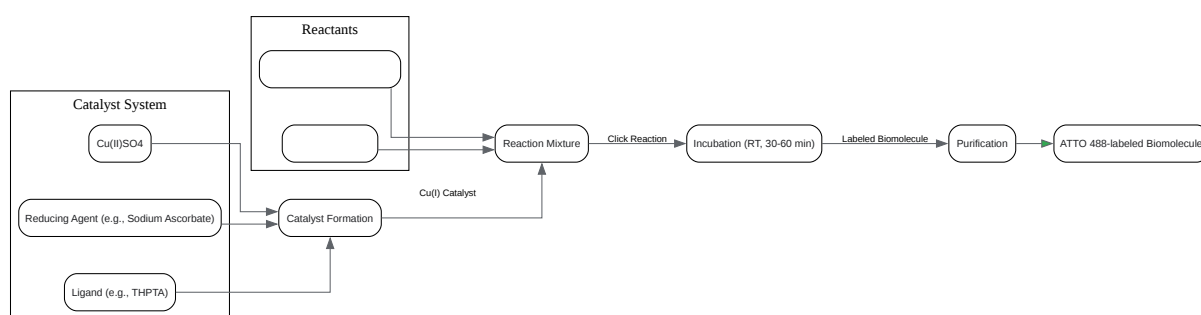 Reactants
Catalyst System
Cu(II)SO4
Reaction Mixture
Click Reaction
Incubation (RT, 30-60 min)
Labeled Biomolecule
Purification
ATTO 488-labeled Biomolecule
Cu(I) Catalyst
Reducing Agent (e.g., Sodium Ascorbate)
Catalyst Formation
Ligand (e.g., THPTA)